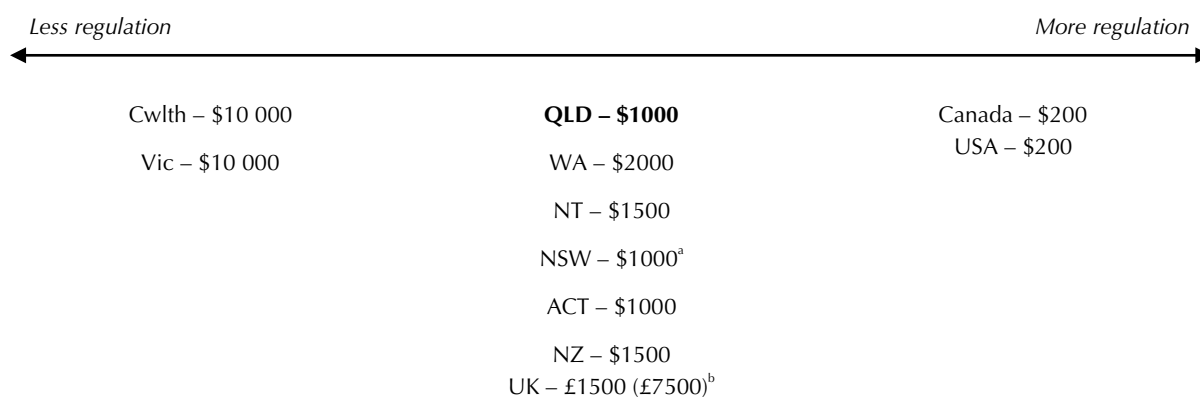 Less regulation
More regulation
Cwlth – $10 000
QLD – $1000
Canada – $200
USA – $200
Vic – $10 000
WA – $2000
NT – $1500
NSW – $1000a
ACT – $1000
NZ – $1500
UK – £1500 (£7500)b